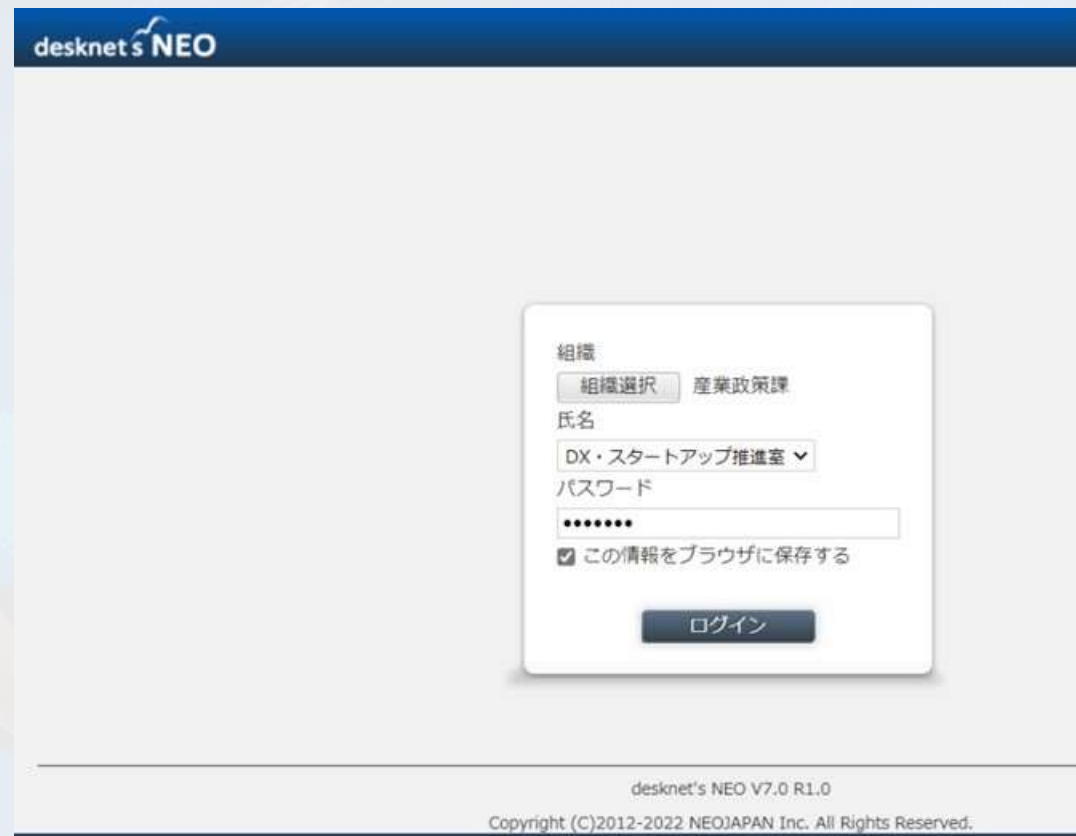 desknet's NEO
組織
組織選択 産業政策課
氏名
DX・スタートアップ推進室
パスワード
•••••••
この情報をブラウザに保存する
ログイン
desknet's NEO V7.0 R1.0
Copyright (C)2012-2022 NEOJAPAN Inc. All Rights Reserved.